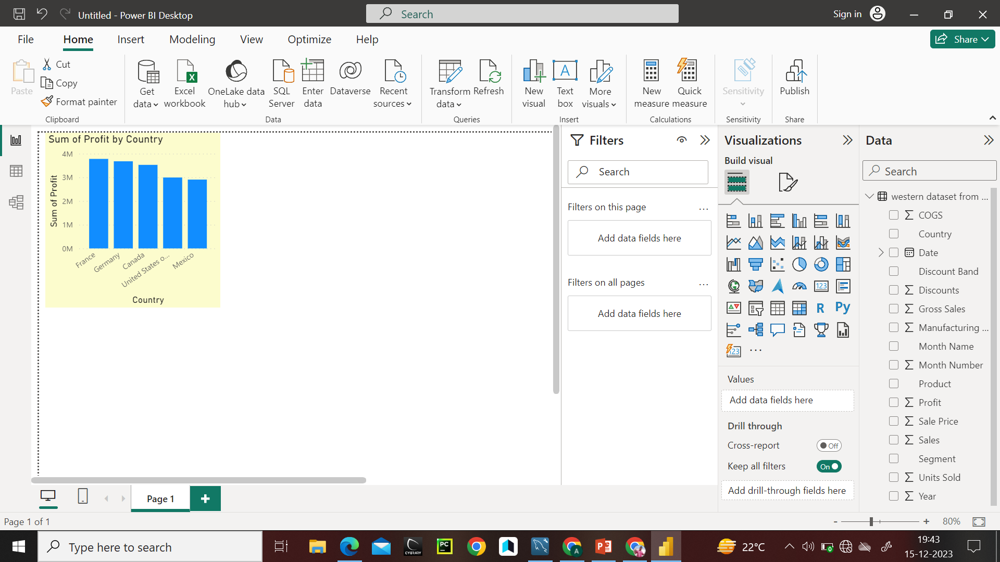 Untitled - Power BI Desktop
Search
Sign in
File Home Insert Modeling View Optimize Help
Share
Paste
Cut
Copy
Format painter
Clipboard
Get data
Excel workbook
OneLake data hub
SQL Server
Enter data
Dataverse
Recent sources
Data
Transform data
Refresh
Queries
New visual
Text box
More visuals
Insert
New measure
Quick measure
Calculations
Sensitivity
Sensitivity
Publish
Share
Sum of Profit by Country
4M
3M
2M
1M
0M
Sum of Profit
France
Germany
Canada
United States o...
Mexico
Country
Filters
Search
Filters on this page
...
Add data fields here
Filters on all pages
...
Add data fields here
Visualizations
Build visual
123
R
Py
123
...
Values
Add data fields here
Drill through
Cross-report
Off
Keep all filters
On
Add drill-through fields here
Data
Search
western dataset from ...
COGS
Country
Date
Discount Band
Discounts
Gross Sales
Manufacturing ...
Month Name
Month Number
Product
Profit
Sale Price
Sales
Segment
Units Sold
Year
Page 1
+
Page 1 of 1
- + 80%
Type here to search
CYBRARY
PC
A
P
22°C
19:43
15-12-2023